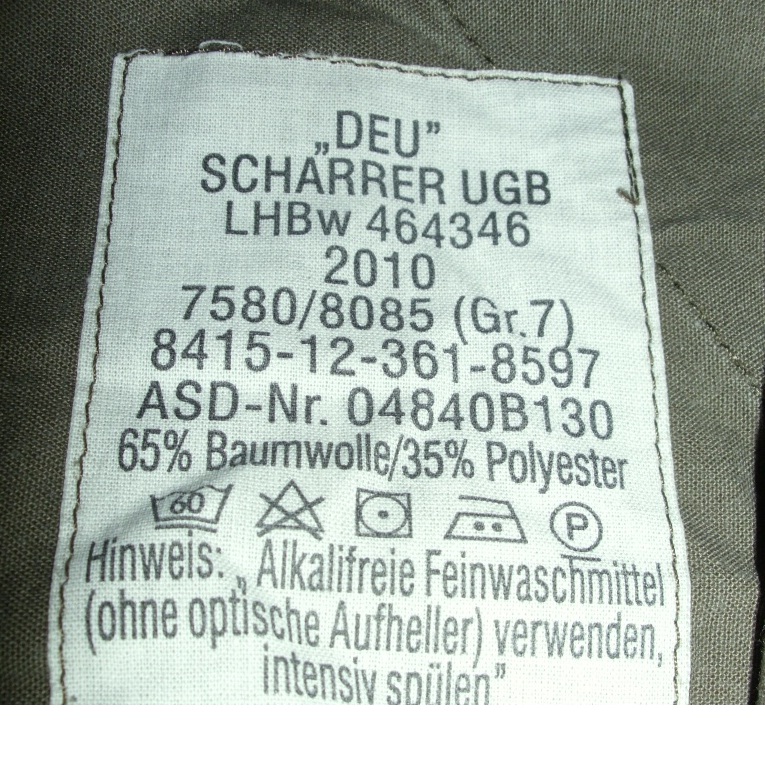 „DEU”
SCHARRER UGB
LHBw 464346
2010
7580/8085 (Gr.7)
8415-12-361-8597
ASD-Nr. 04840B130
65% Baumwolle/35% Polyester
60 P
Hinweis: „Alkalifreie Feinwaschmittel
(ohne optische Aufheller) verwenden,
intensiv spülen”